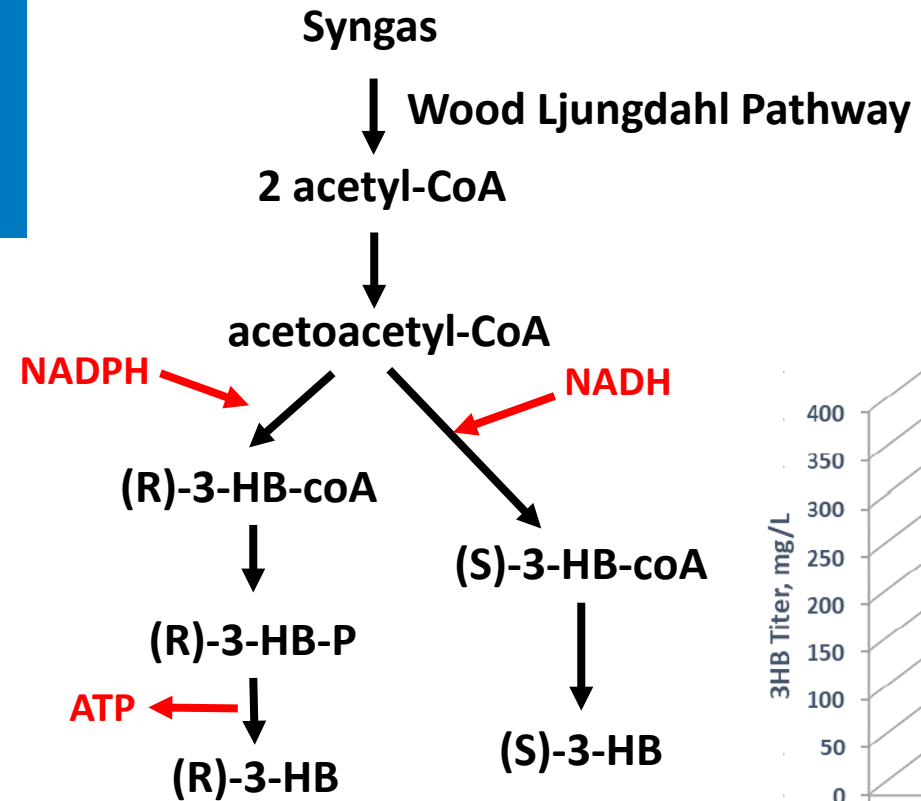 Syngas
Wood Ljungdahl Pathway
2 acetyl-CoA
acetoacetyl-CoA
NADPH
NADH
(R)-3-HB-coA
(S)-3-HB-coA
(R)-3-HB-P
ATP
(R)-3-HB
(S)-3-HB
3HB Titer, mg/L
400
350
300
250
200
150
100
50
0